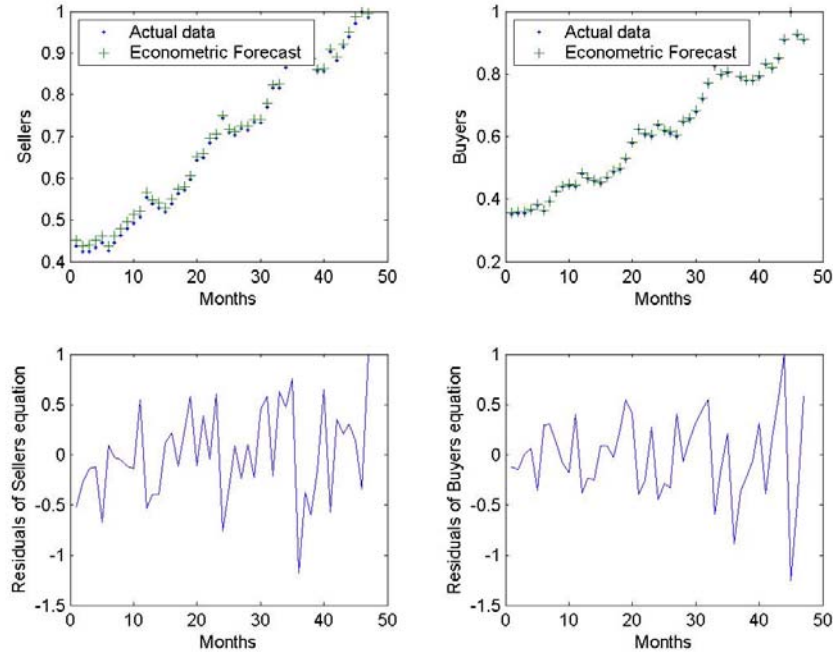 Actual data
Econometric Forecast
1
0.9
0.8
0.7
0.6
0.5
0.4
Sellers
0 10 20 30 40 50
Months
Actual data
Econometric Forecast
1
0.8
0.6
0.4
0.2
Buyers
0 10 20 30 40 50
Months
1
0.5
0
-0.5
-1
-1.5
Residuals of Sellers equation
0 10 20 30 40 50
Months
1
0.5
0
-0.5
-1
-1.5
Residuals of Buyers equation
0 10 20 30 40 50
Months